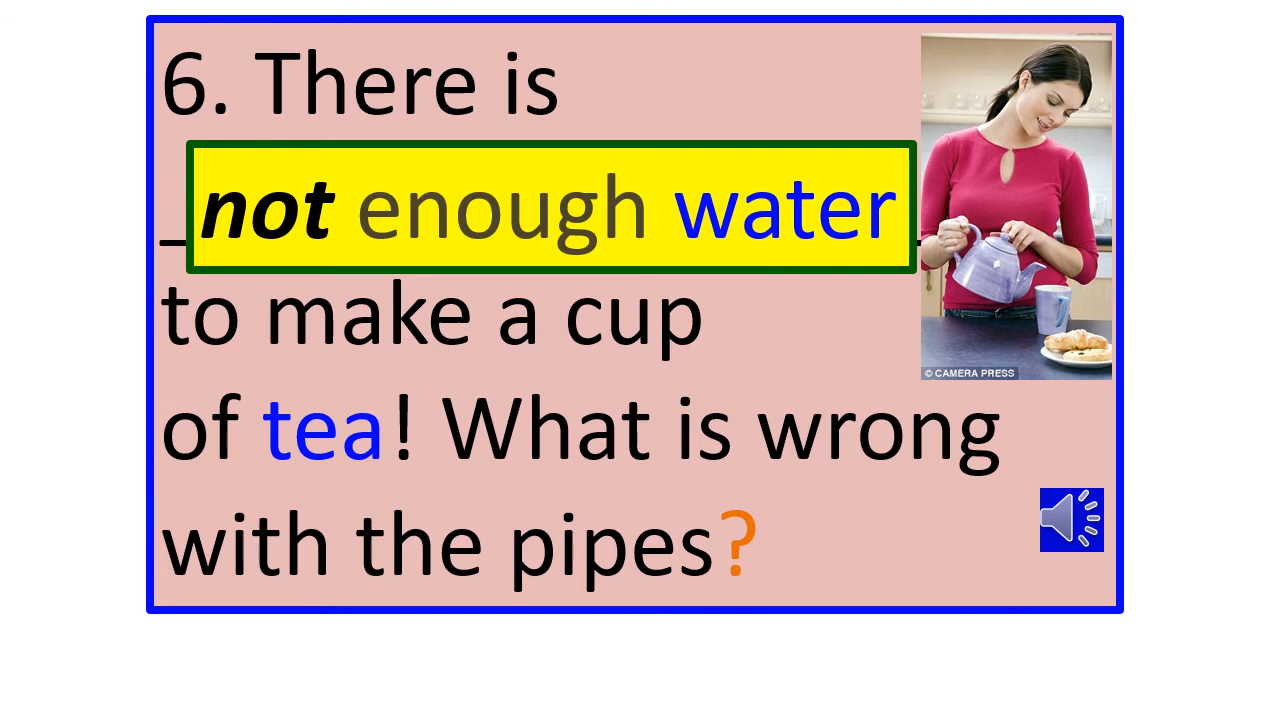 6. There is
not enough water
to make a cup
of tea! What is wrong
with the pipes?
© CAMERA PRESS